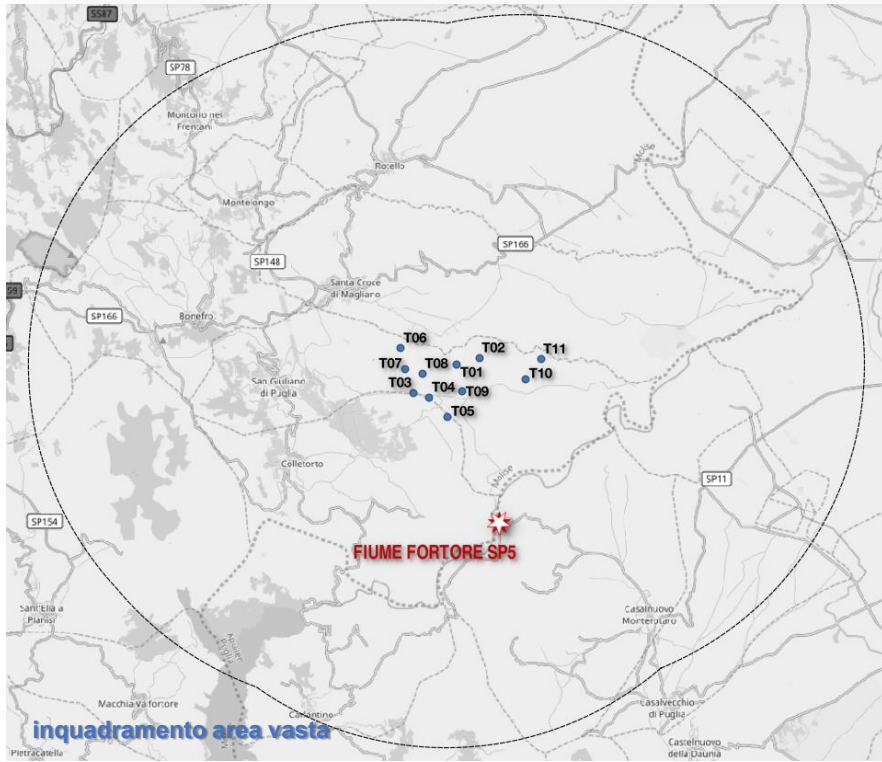 SS87
SP78
Montorio nei
Frentani
Rotello
Molise
Montelongo
SP166
SP148
Santa Croce
di Magliano
SP166
Bonefro
T06
T02
T11
T07
T08
T01
T10
San Giuliano
di Puglia
T03
T04
T09
T05
Colletorto
Molise
SP11
SP154
FIUME FORTORE SP5
Sant'Elia a
Pianisi
Casalnuovo
Monterotaro
Macchia Valfortore
Carlantino
Casalvecchio
di Puglia
inquadramento area vasta
Pietracatella
Castelnuovo
della Daunia